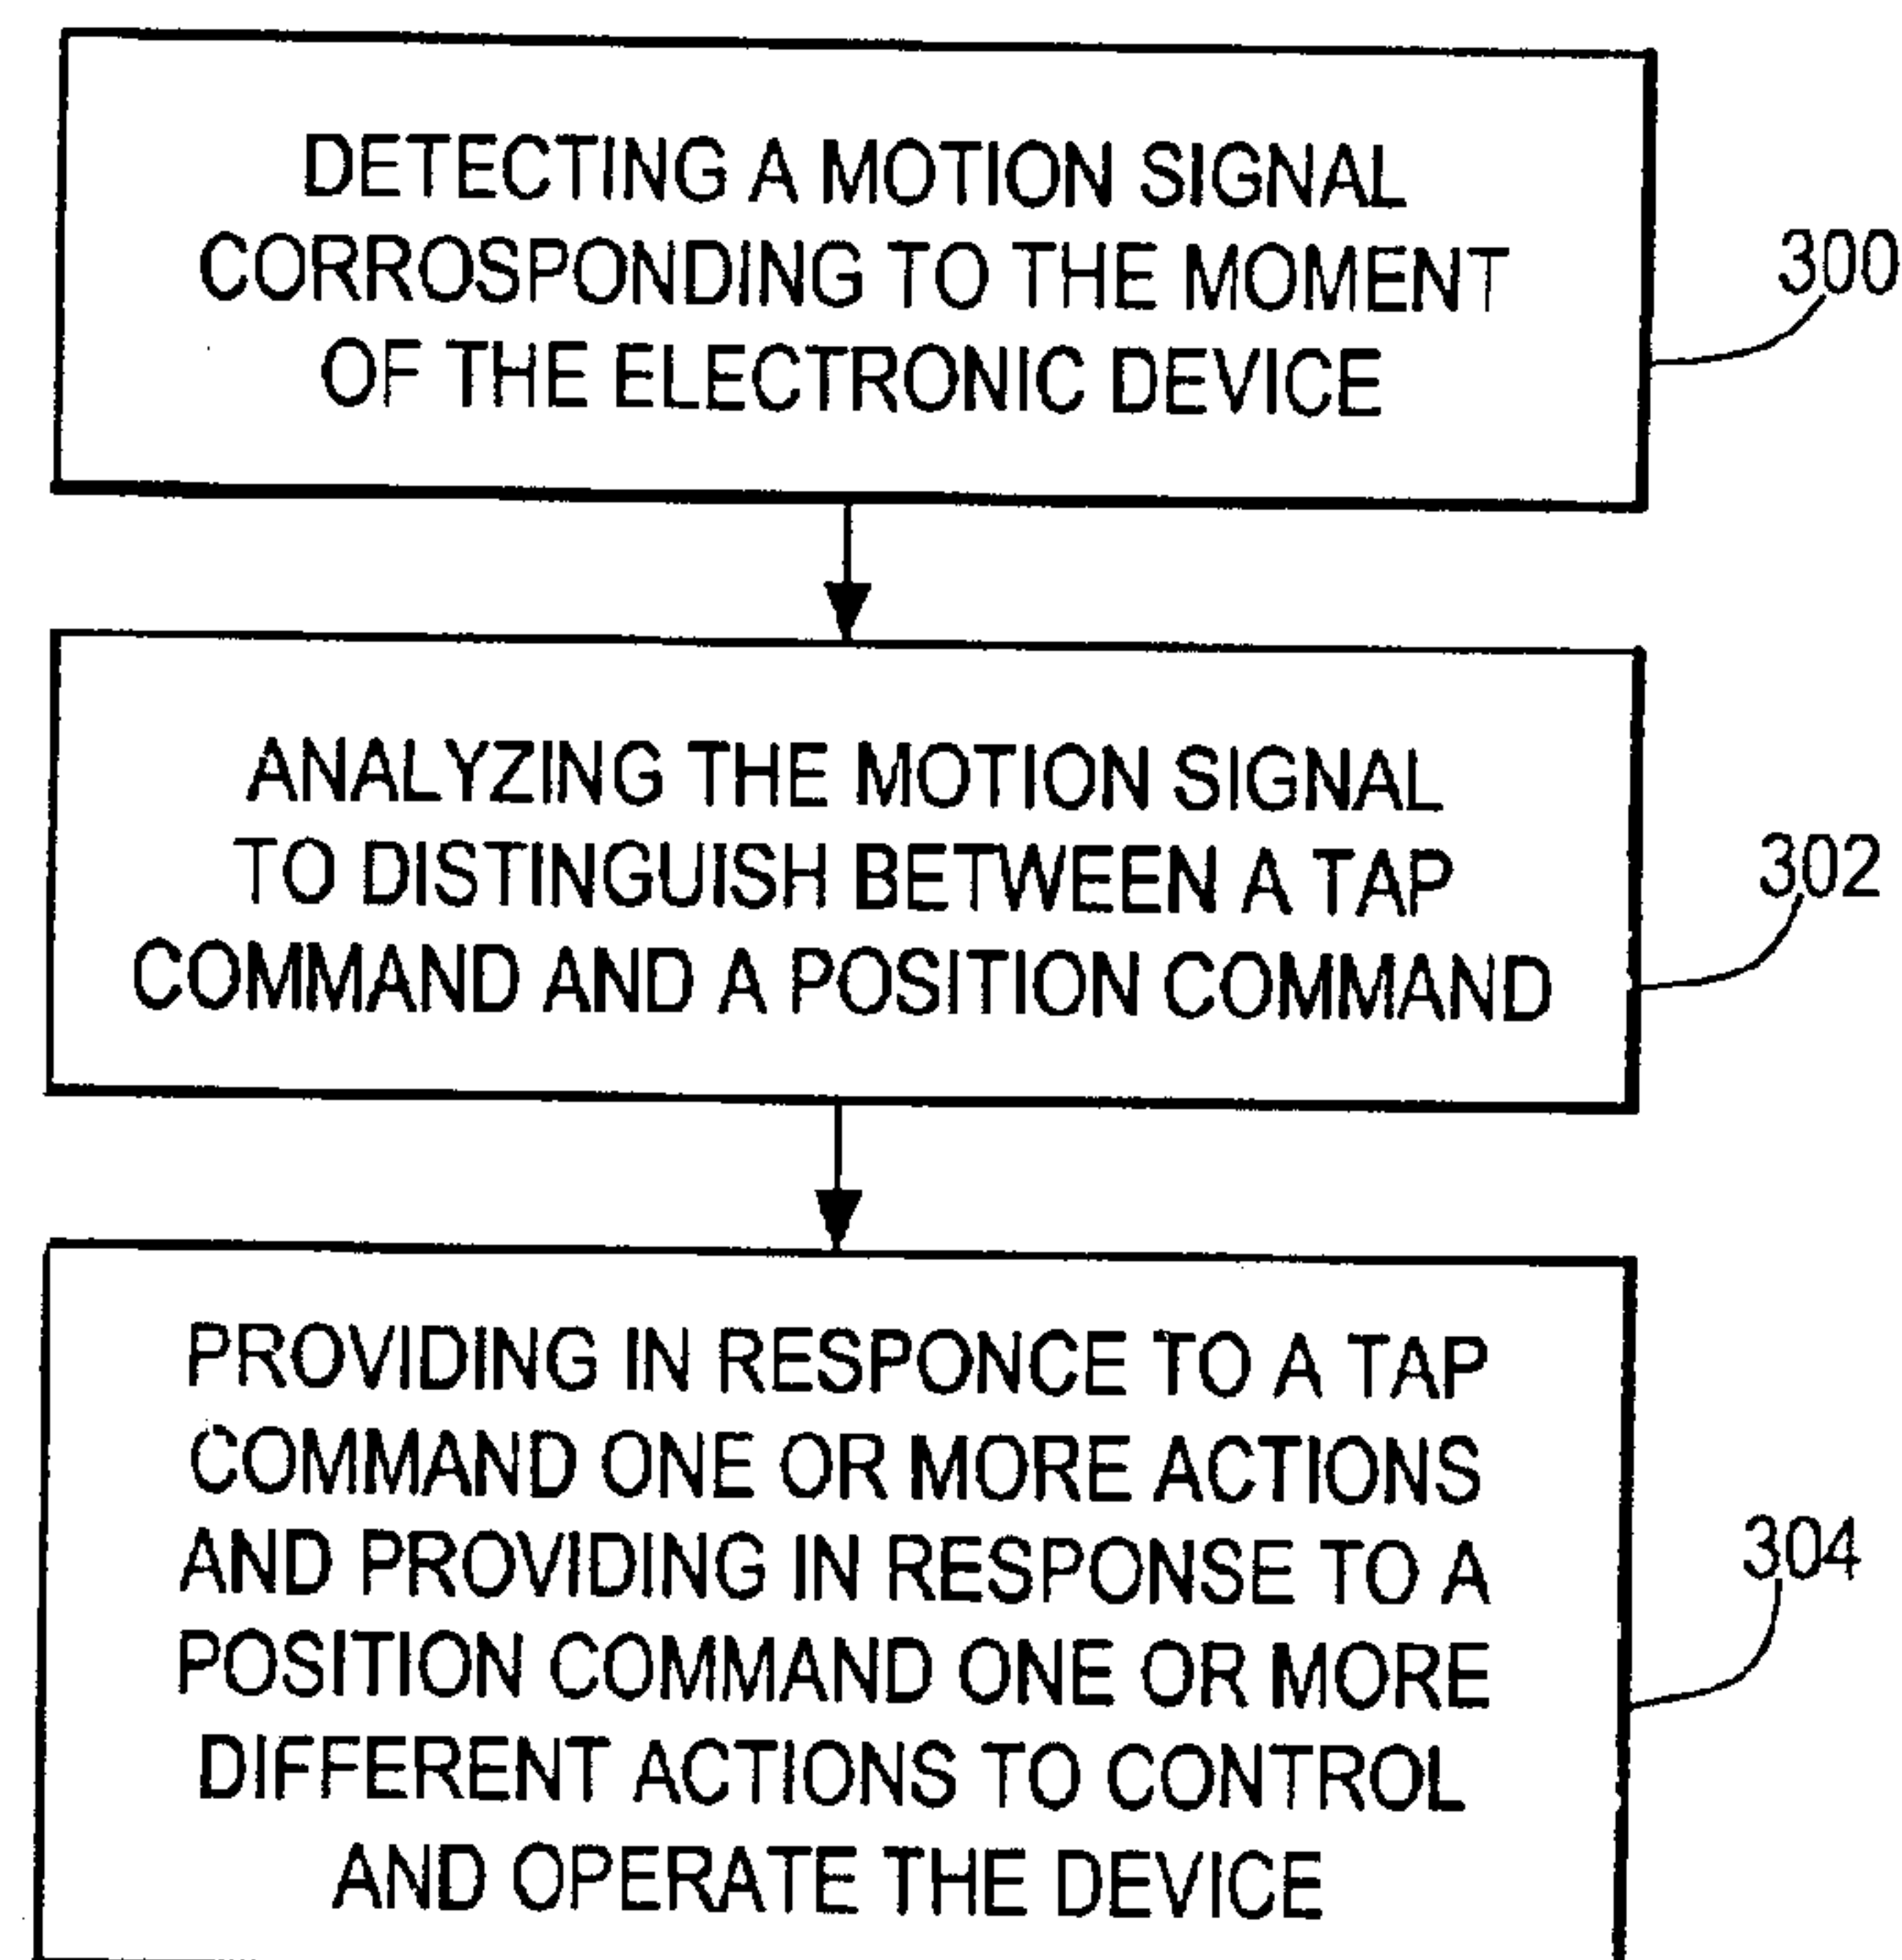 DETECTING A MOTION SIGNAL
CORROSPONDING TO THE MOMENT
OF THE ELECTRONIC DEVICE
300
ANALYZING THE MOTION SIGNAL
TO DISTINGUISH BETWEEN A TAP
COMMAND AND A POSITION COMMAND
302
PROVIDING IN RESPONCE TO A TAP
COMMAND ONE OR MORE ACTIONS
AND PROVIDING IN RESPONSE TO A
POSITION COMMAND ONE OR MORE
DIFFERENT ACTIONS TO CONTROL
AND OPERATE THE DEVICE
304